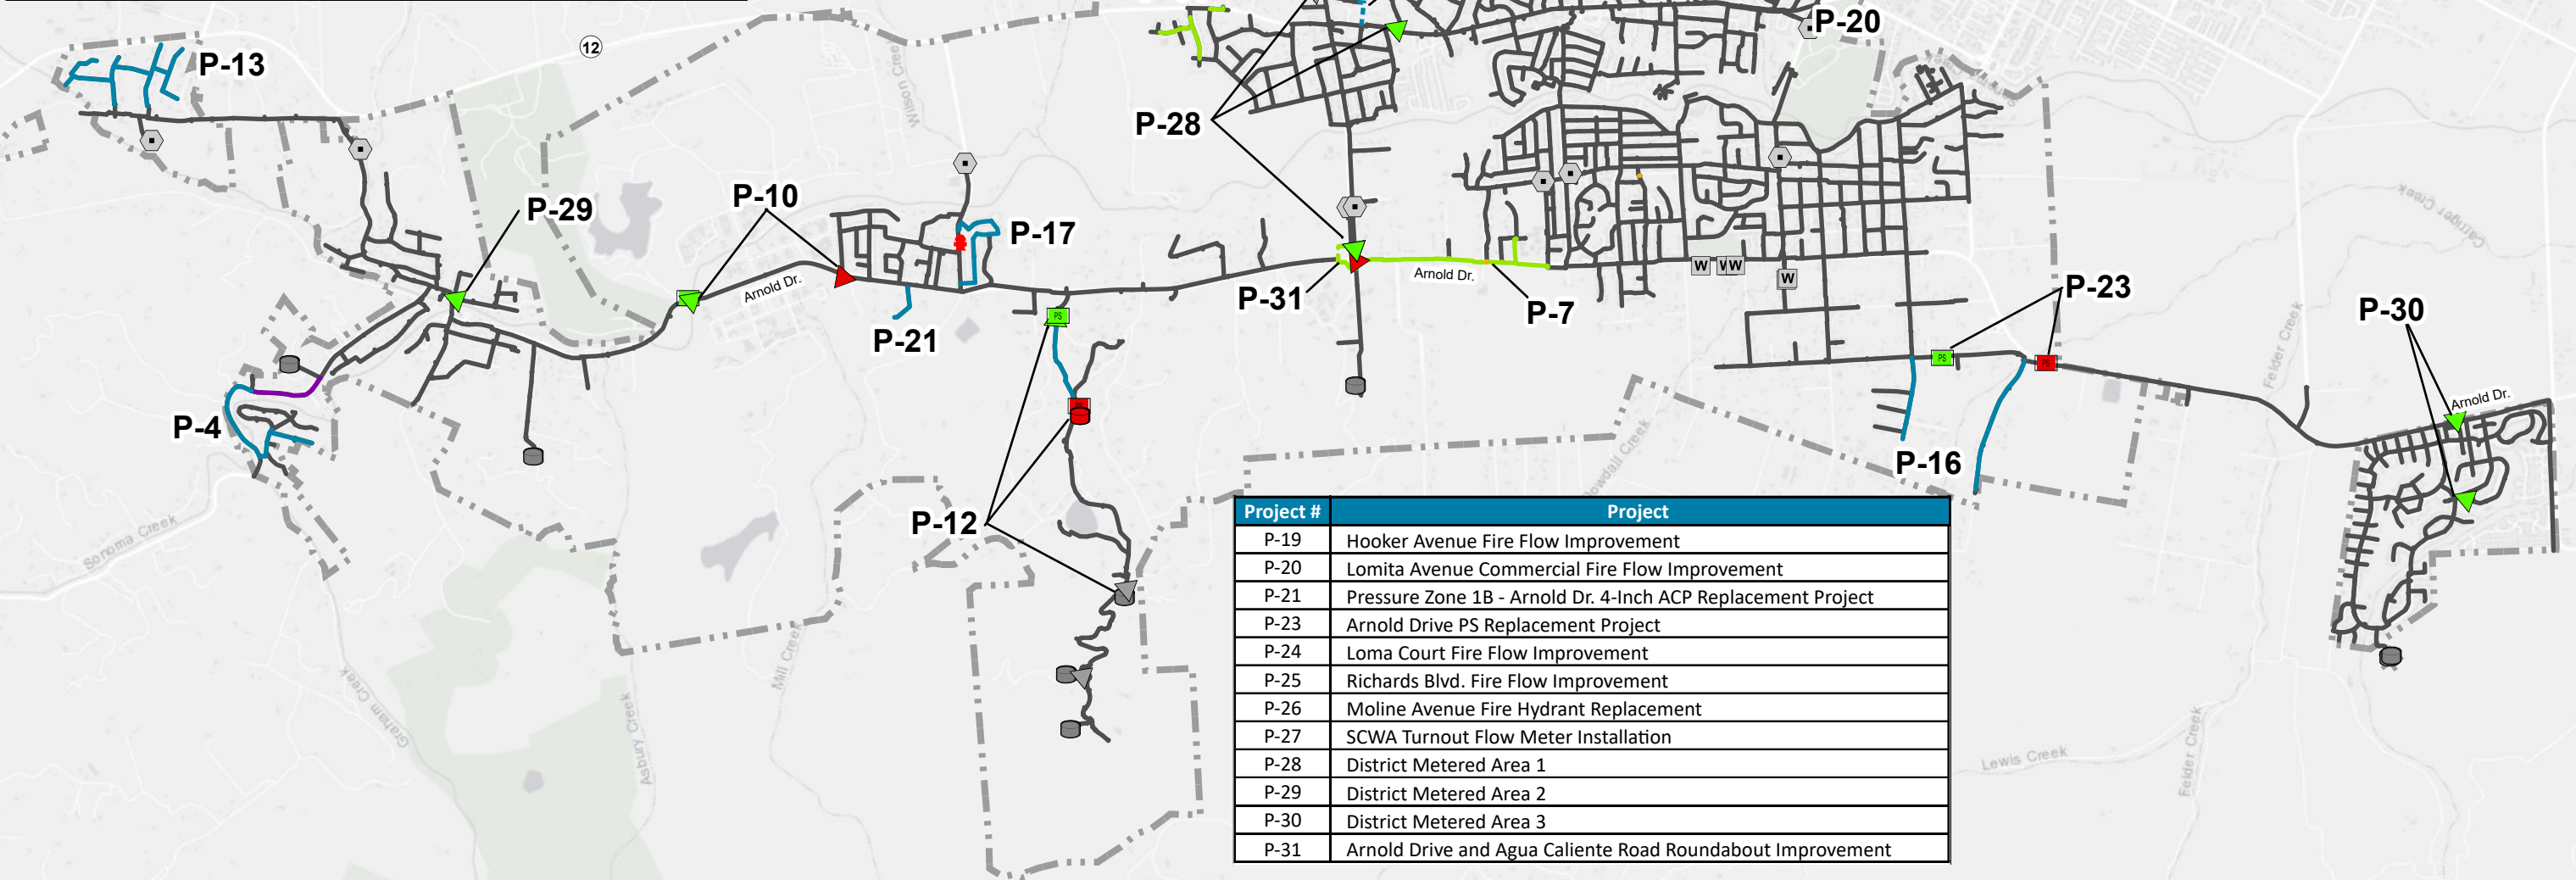 P-20
12
P-13
Wilson Creek
P-28
P-10
P-29
P-17
Carriger Creek
P-23
Arnold Dr.
Arnold Dr.
P-31
P-7
W
W
W
W
P-30
PS
PS
PS
P-21
Felder Creek
Arnold Dr.
P-4
P-16
P-12
Sonoma Creek
Project # Project
P-19 Hooker Avenue Fire Flow Improvement
P-20 Lomita Avenue Commercial Fire Flow Improvement
P-21 Pressure Zone 1B - Arnold Dr. 4-Inch ACP Replacement Project
P-23 Arnold Drive PS Replacement Project
P-24 Loma Court Fire Flow Improvement
P-25 Richards Blvd. Fire Flow Improvement
P-26 Moline Avenue Fire Hydrant Replacement
P-27 SCWA Turnout Flow Meter Installation
P-28 District Metered Area 1
P-29 District Metered Area 2
P-30 District Metered Area 3
P-31 Arnold Drive and Agua Caliente Road Roundabout Improvement
Mill Creek
Graham Creek
Asbury Creek
Felder Creek
Lewis Creek